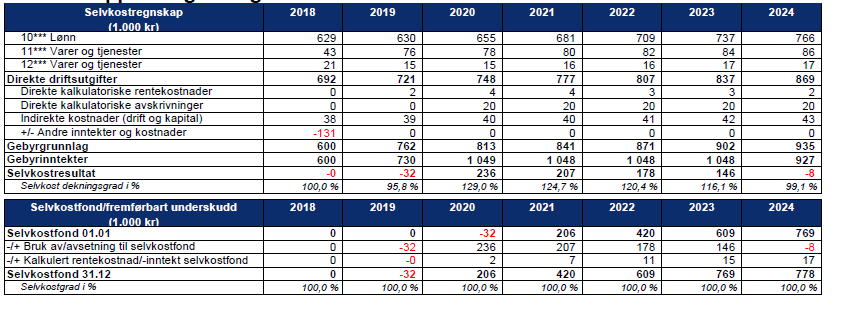 Selvkostregnskap 2018 2019 2020 2021 2022 2023 2024
(1.000 kr)
10*** Lønn 629 630 655 681 709 737 766
11*** Varer og tjenester 43 76 78 80 82 84 86
12*** Varer og tjenester 21 15 15 16 16 17 17
Direkte driftsutgifter 692 721 748 777 807 837 869
Direkte kalkulatoriske rentekostnader 0 2 4 4 3 3 2
Direkte kalkulatoriske avskrivninger 0 0 20 20 20 20 20
Indirekte kostnader (drift og kapital) 38 39 40 40 41 42 43
+/- Andre inntekter og kostnader -131 0 0 0 0 0 0
Gebyrgrunnlag 600 762 813 841 871 902 935
Gebyrinntekter 600 730 1 049 1 048 1 048 1 048 927
Selvkostresultat -0 -32 236 207 178 146 -8
Selvkost dekningsgrad i % 100,0 % 95,8 % 129,0 % 124,7 % 120,4 % 116,1 % 99,1 %
Selvkostfond/fremførbart underskudd 2018 2019 2020 2021 2022 2023 2024
(1.000 kr)
Selvkostfond 01.01 0 0 -32 206 420 609 769
-/+ Bruk av/avsetning til selvkostfond 0 -32 236 207 178 146 -8
-/+ Kalkulert rentekostnad/-inntekt selvkostfond 0 -0 2 7 11 15 17
Selvkostfond 31.12 0 -32 206 420 609 769 778
Selvkostgrad i % 100,0 % 100,0 % 100,0 % 100,0 % 100,0 % 100,0 % 100,0 %